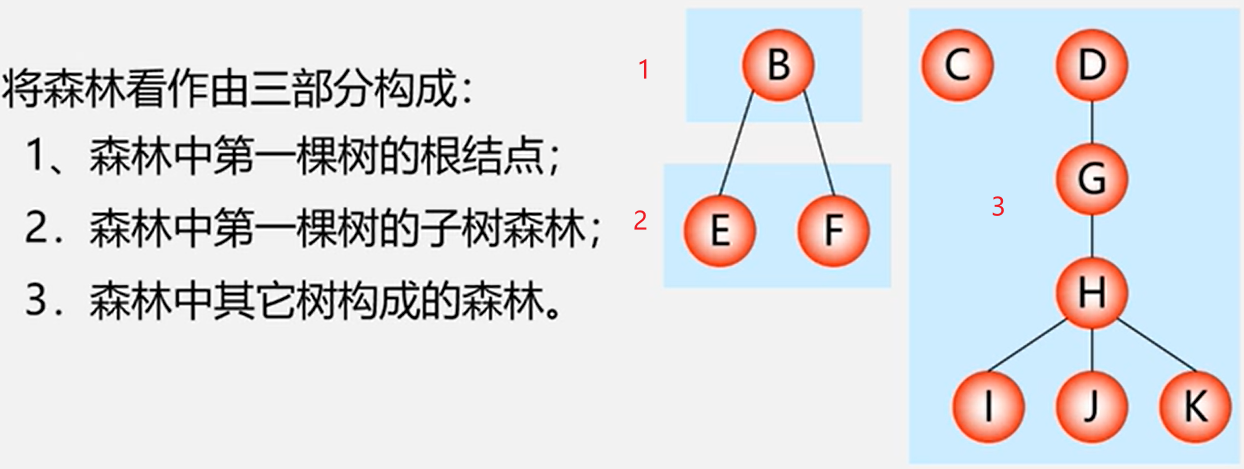 将森林看作由三部分构成：
1、森林中第一棵树的根结点；
2．森林中第一棵树的子树森林；
3．森林中其它树构成的森林。
1
B
2
E F
3
C D
G
H
I J K